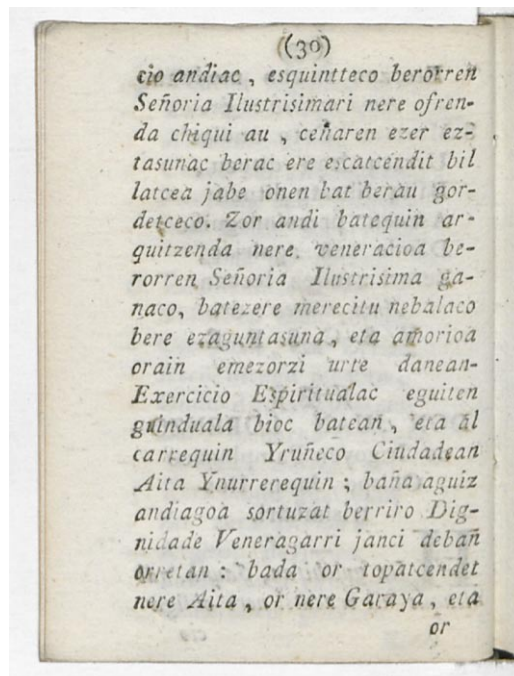 (30)
cio andiac, esquintteco berorren
Señoria Ilustrisimari nere ofren-
da chiqui au, ceñaren ezer ez-
tasunac berac ere escatcendit bil
latcea jabe onen bat berau gor-
detceco. Zor andi batequin ar-
quitzenda nere veneracioa be-
rorren Señoria Ilustrisima ga-
naco, batezere merecitu nebalaco
bere ezaguntasuna, eta amorioa
orain emezorzi urte danean-
Exercicio Espiritualac eguiten
guinduala bioc batean, eta al
carrequin Yruñeco Ciudadean
Aita Ynurrerequin; baña aguiz
andiagoa sortuzat berriro Dig-
nidade Veneragarri janci deban
orretan: bada or topatcendet
nere Aita, or nere Garaya, eta
or